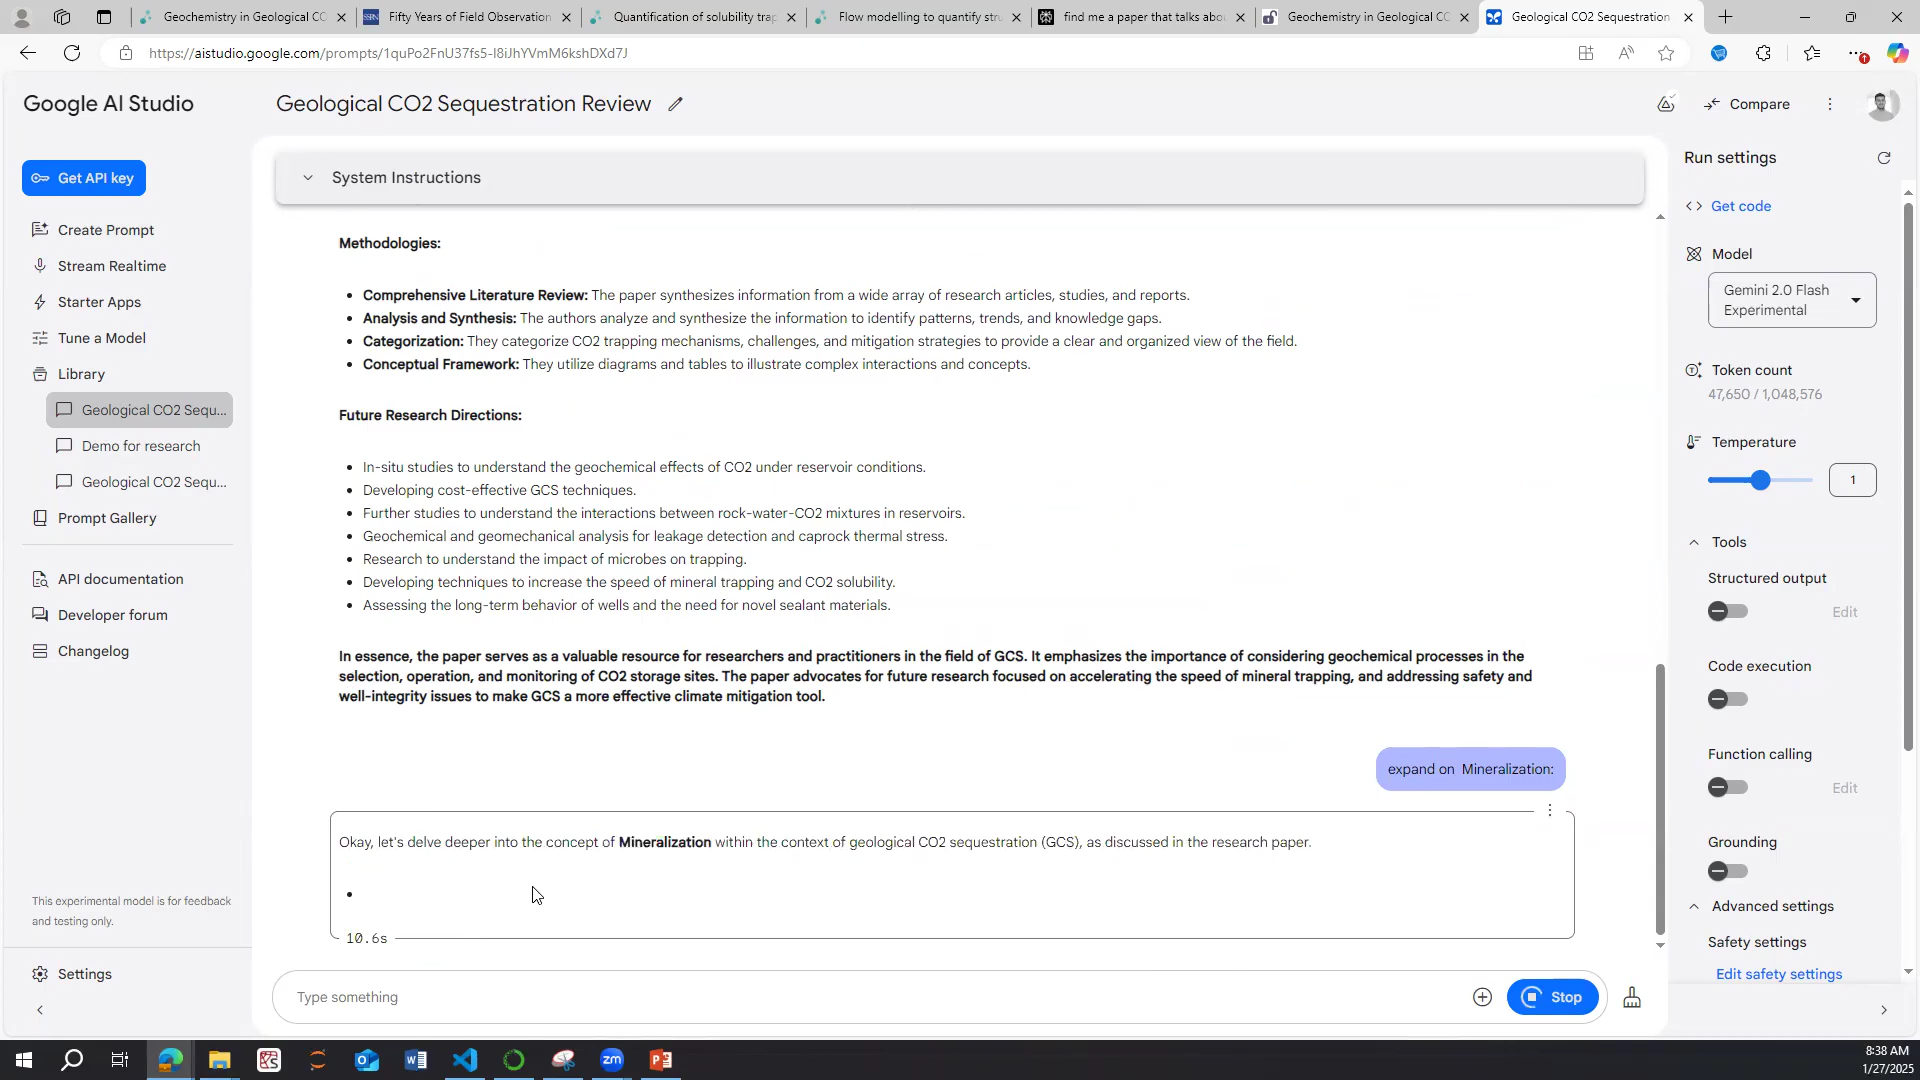 Geochemistry in Geological CO
Fifty Years of Field Observation
Quantification of solubility trap
Flow modelling to quantify stru
find me a paper that talks abou
Geochemistry in Geological CO
Geological CO2 Sequestration
https://aistudio.google.com/prompts/1quPo2FnU37fs5-I8iJhYVmM6kshDXd7J
Google AI Studio
Geological CO2 Sequestration Review
Compare
Get API key
Create Prompt
Stream Realtime
Starter Apps
Tune a Model
Library
Geological CO2 Sequ...
Demo for research
Geological CO2 Sequ...
Prompt Gallery
API documentation
Developer forum
Changelog
This experimental model is for feedback
and testing only.
Settings
System Instructions
Methodologies:
• Comprehensive Literature Review: The paper synthesizes information from a wide array of research articles, studies, and reports.
• Analysis and Synthesis: The authors analyze and synthesize the information to identify patterns, trends, and knowledge gaps.
• Categorization: They categorize CO2 trapping mechanisms, challenges, and mitigation strategies to provide a clear and organized view of the field.
• Conceptual Framework: They utilize diagrams and tables to illustrate complex interactions and concepts.
Future Research Directions:
• In-situ studies to understand the geochemical effects of CO2 under reservoir conditions.
• Developing cost-effective GCS techniques.
• Further studies to understand the interactions between rock-water-CO2 mixtures in reservoirs.
• Geochemical and geomechanical analysis for leakage detection and caprock thermal stress.
• Research to understand the impact of microbes on trapping.
• Developing techniques to increase the speed of mineral trapping and CO2 solubility.
• Assessing the long-term behavior of wells and the need for novel sealant materials.
In essence, the paper serves as a valuable resource for researchers and practitioners in the field of GCS. It emphasizes the importance of considering geochemical processes in the
selection, operation, and monitoring of CO2 storage sites. The paper advocates for future research focused on accelerating the speed of mineral trapping, and addressing safety and
well-integrity issues to make GCS a more effective climate mitigation tool.
expand on Mineralization:
Okay, let's delve deeper into the concept of Mineralization within the context of geological CO2 sequestration (GCS), as discussed in the research paper.
•
10.6s
Type something
Stop
Run settings
Get code
Model
Gemini 2.0 Flash
Experimental
Token count
47,650 / 1,048,576
Temperature
1
Tools
Structured output
Edit
Code execution
Function calling
Edit
Grounding
Advanced settings
Safety settings
Edit safety settings
8:38 AM
1/27/2025